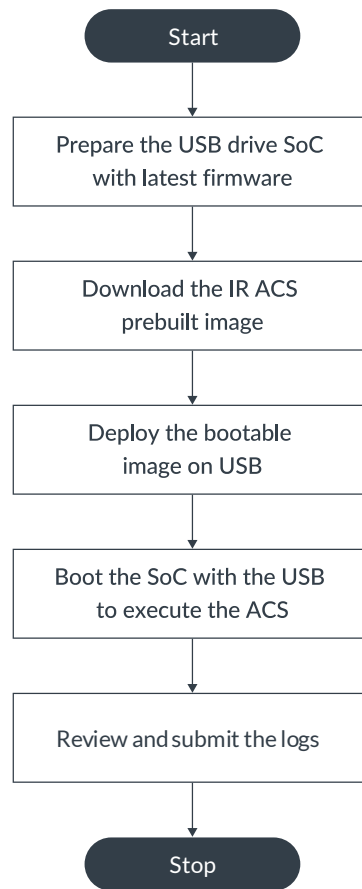 Start
Prepare the USB drive SoC
with latest firmware
Download the IR ACS
prebuilt image
Deploy the bootable
image on USB
Boot the SoC with the USB
to execute the ACS
Review and submit the logs
Stop